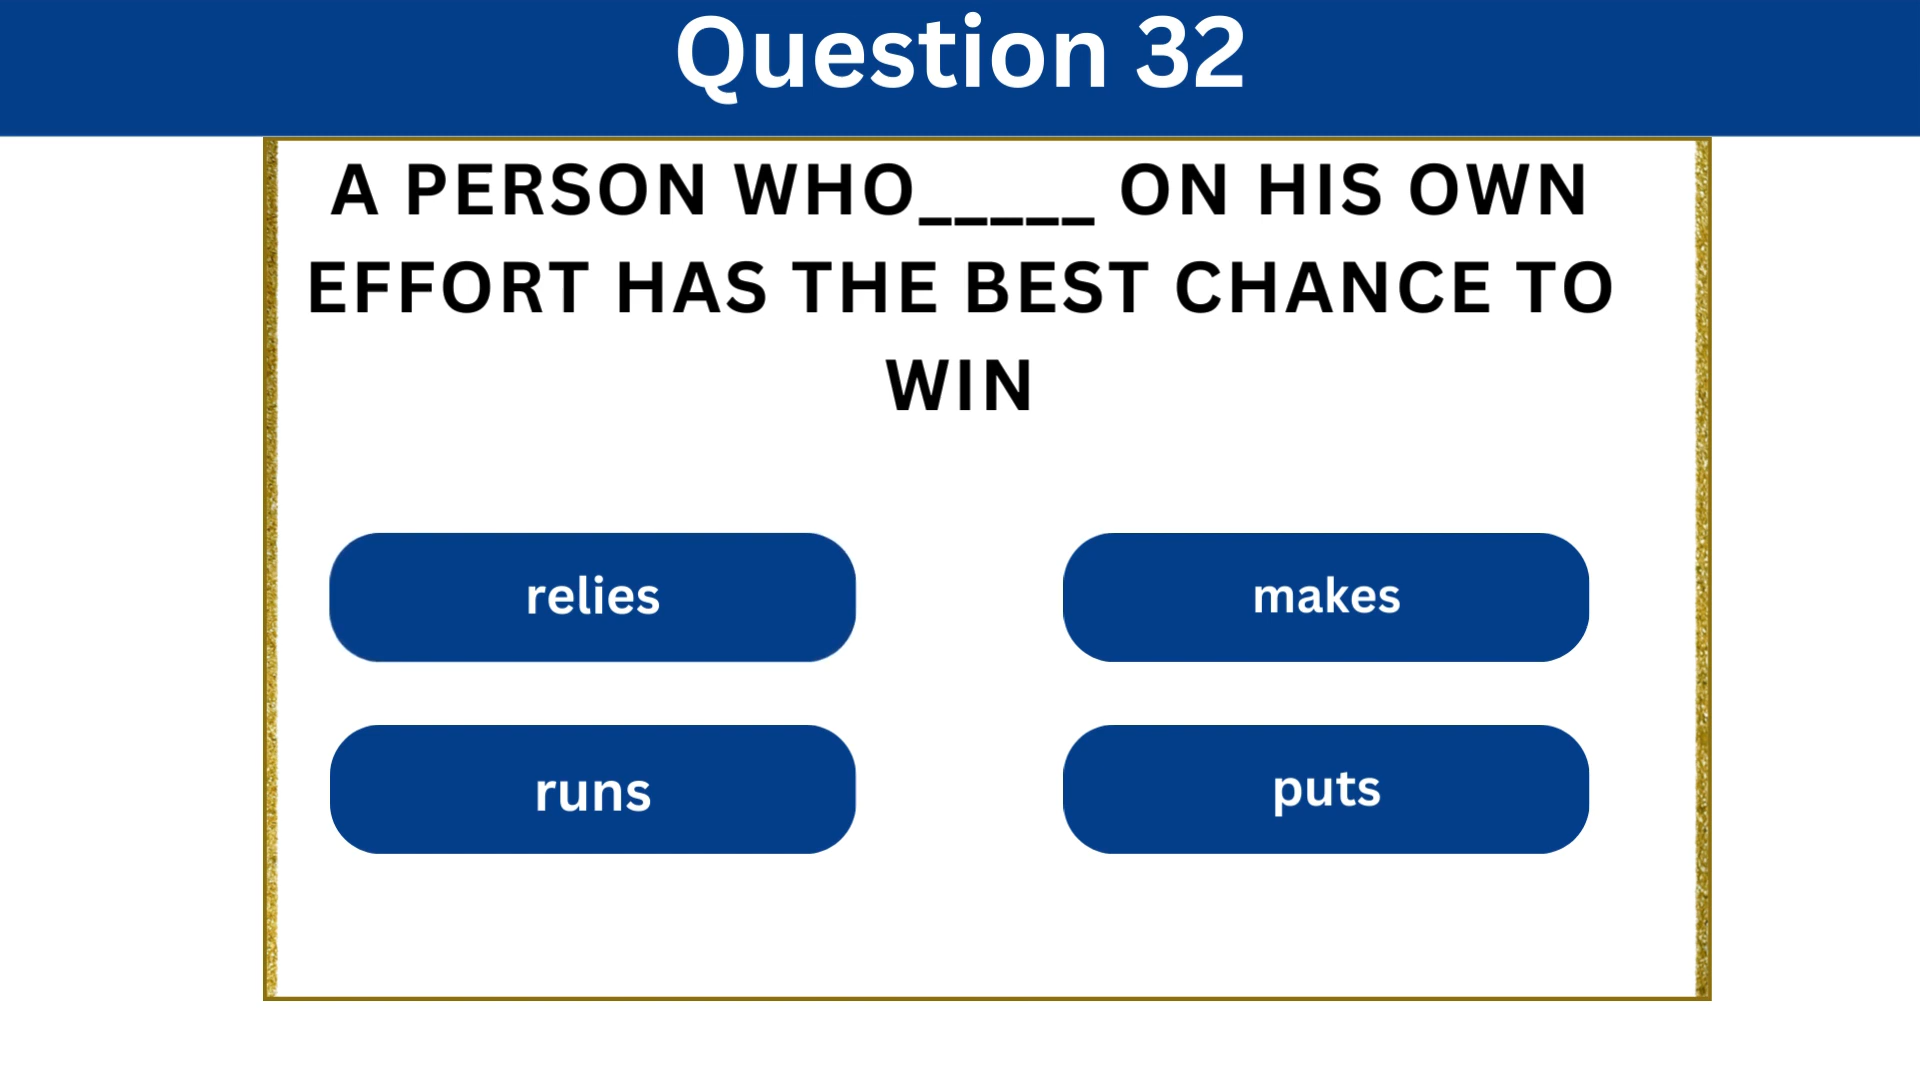 Question 32
A PERSON WHO_____ ON HIS OWN
EFFORT HAS THE BEST CHANCE TO
WIN
relies
makes
runs
puts